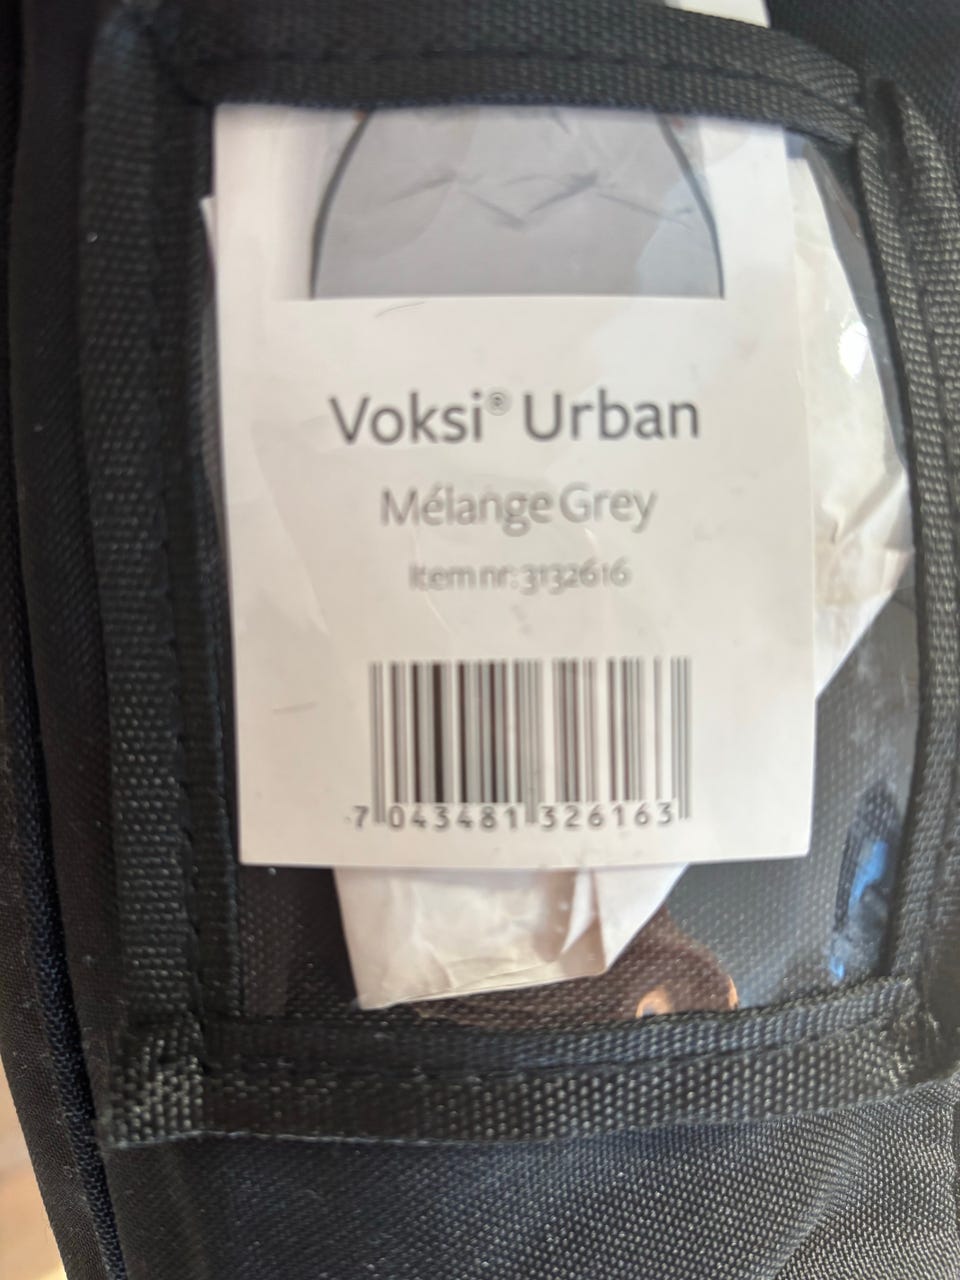 Voksi® Urban
Mélange Grey
Item nr: 3132616
7 043481 326163